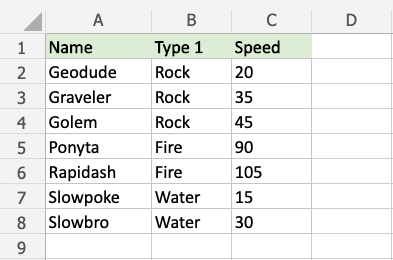 A B C D
1 Name Type 1 Speed
2 Geodude Rock 20
3 Graveler Rock 35
4 Golem Rock 45
5 Ponyta Fire 90
6 Rapidash Fire 105
7 Slowpoke Water 15
8 Slowbro Water 30
9